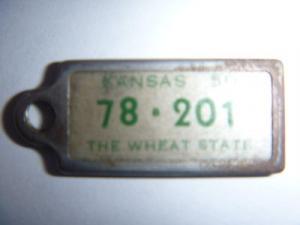 KANSAS
78·201
THE WHEAT STATE